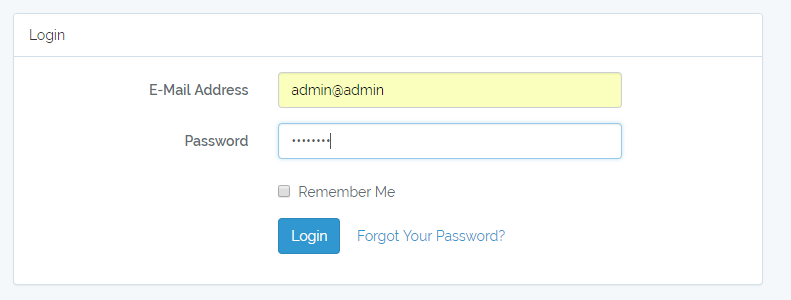 Login
E-Mail Address admin@admin
Password ••••••••
Remember Me
Login Forgot Your Password?